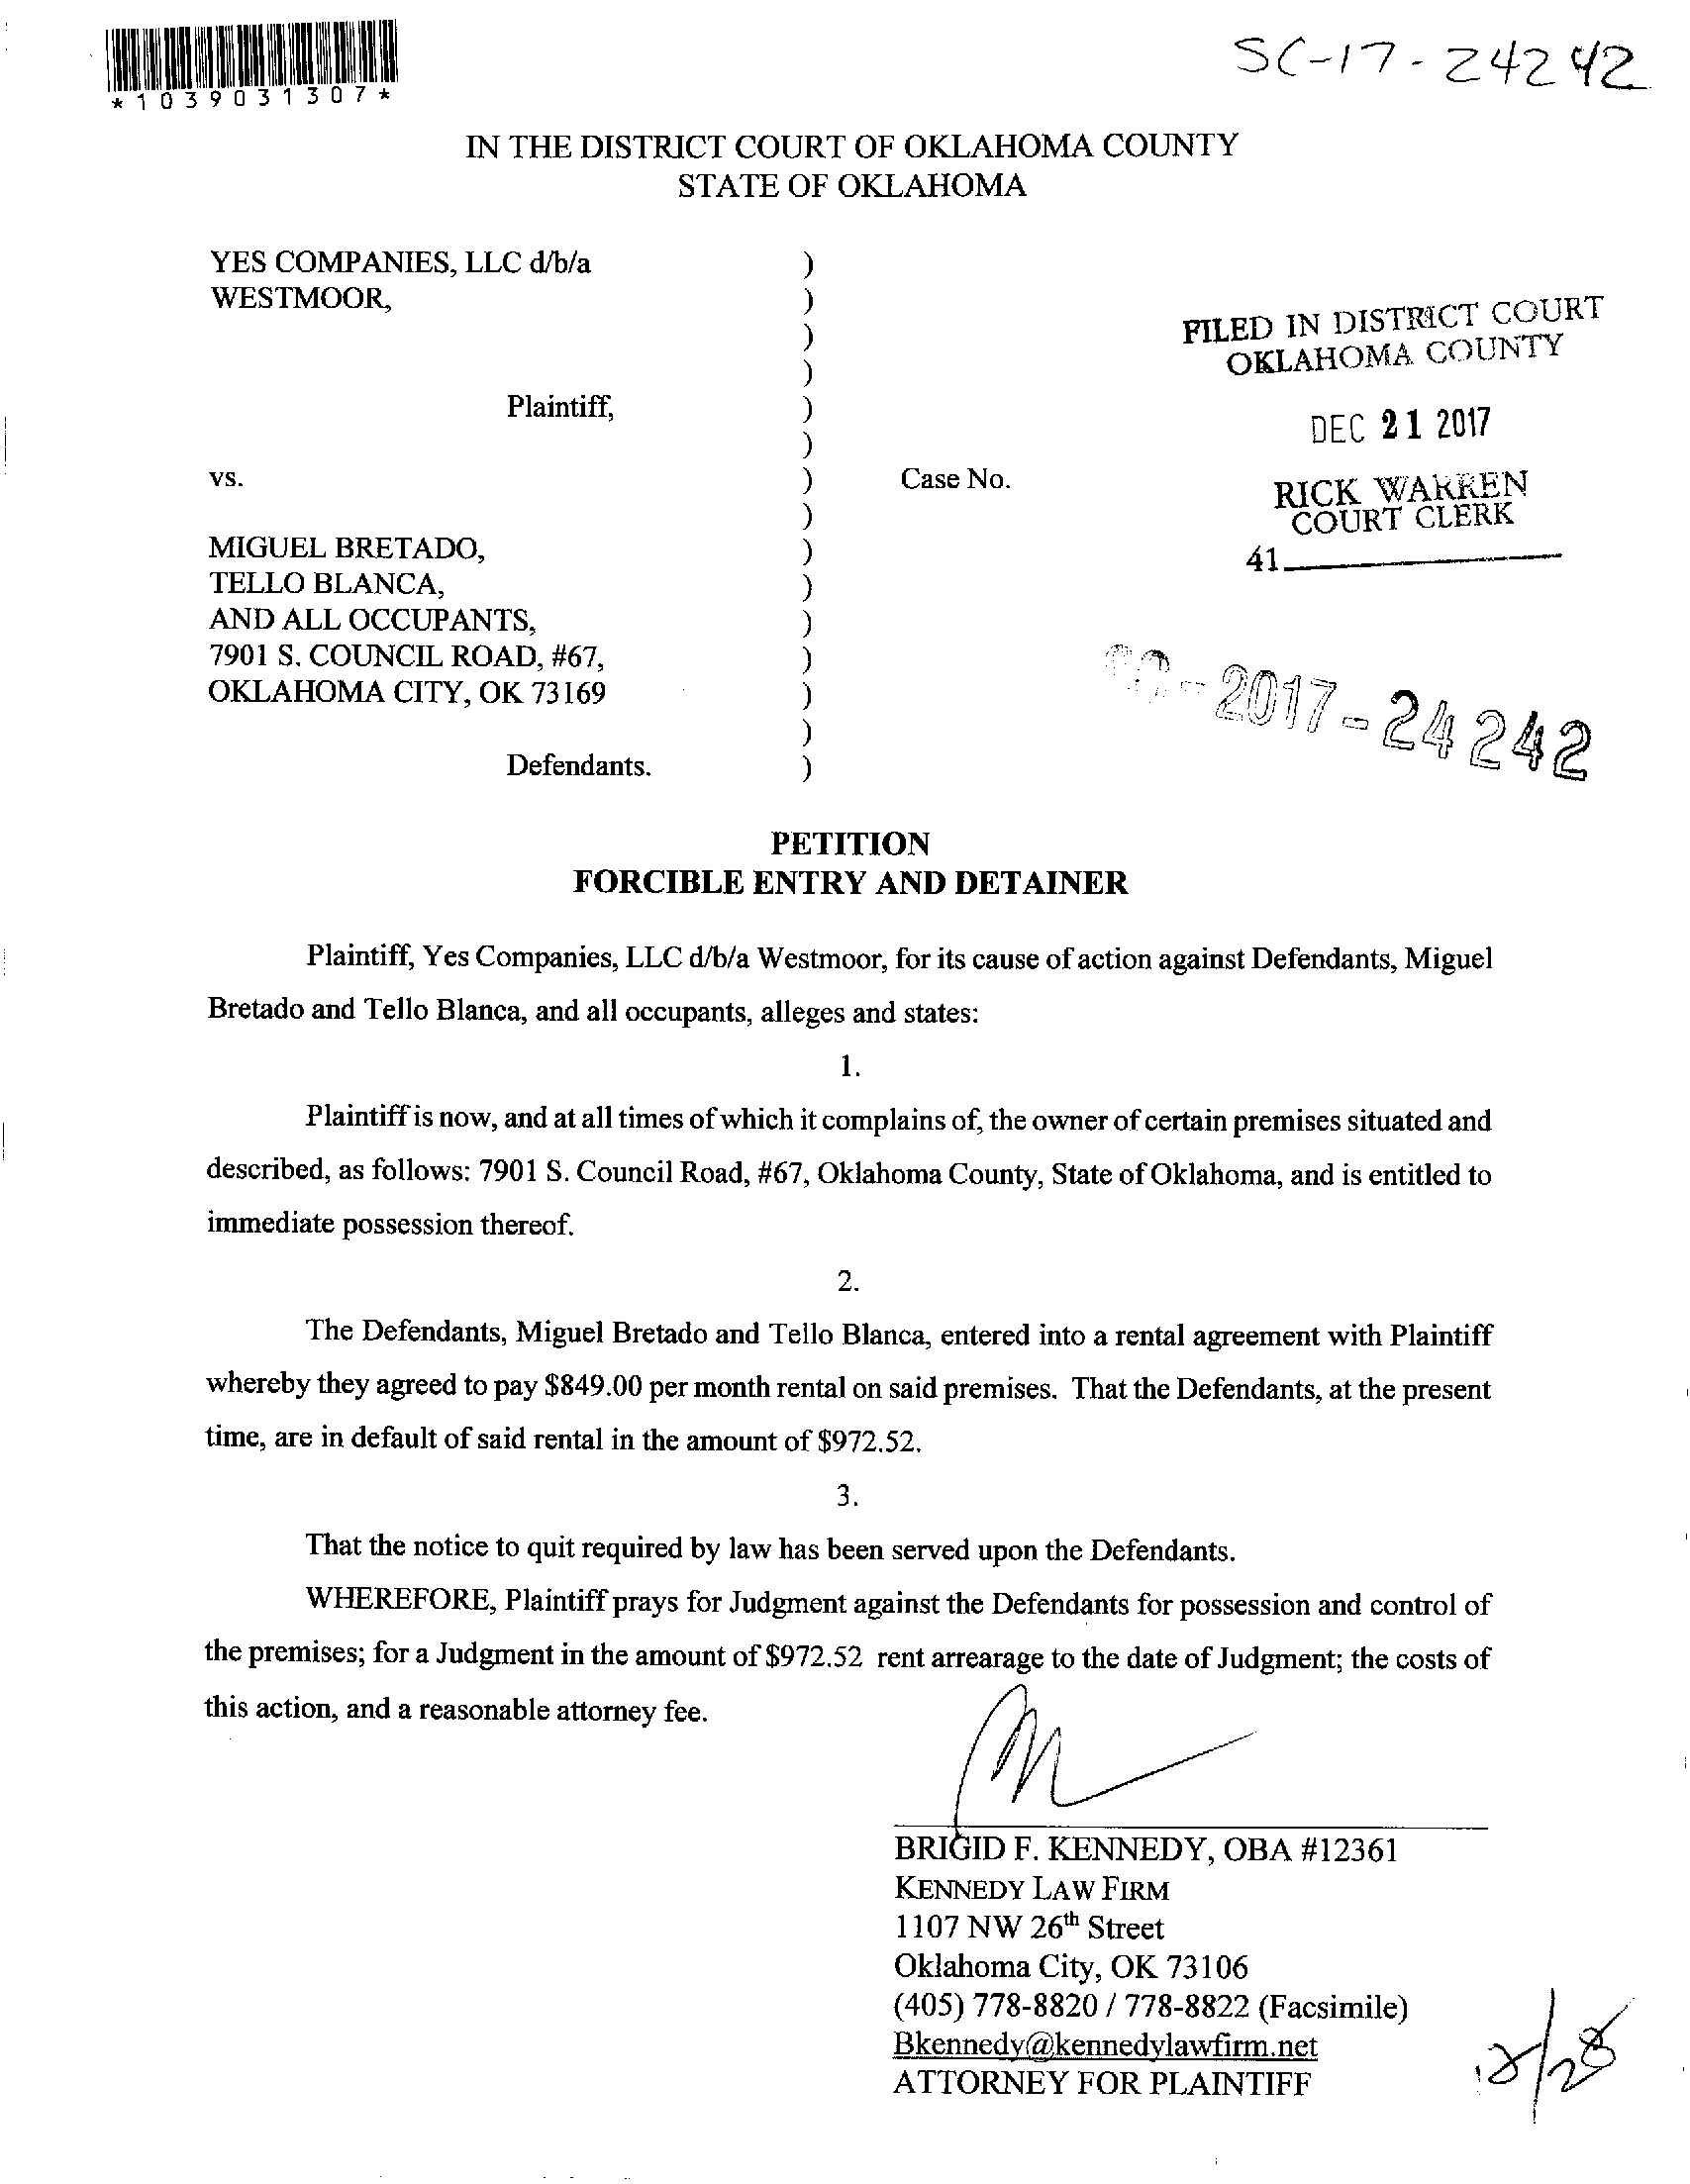 *1039031307*
SC-17-24242
IN THE DISTRICT COURT OF OKLAHOMA COUNTY
STATE OF OKLAHOMA
YES COMPANIES, LLC d/b/a )
WESTMOOR, )
)
)
Plaintiff, )
)
vs. ) Case No.
)
MIGUEL BRETADO, )
TELLO BLANCA, )
AND ALL OCCUPANTS, )
7901 S. COUNCIL ROAD, #67, )
OKLAHOMA CITY, OK 73169 )
)
Defendants. )
FILED IN DISTRICT COURT
OKLAHOMA COUNTY
DEC 21 2017
RICK WARREN
COURT CLERK
41
-2017-24242
PETITION
FORCIBLE ENTRY AND DETAINER
Plaintiff, Yes Companies, LLC d/b/a Westmoor, for its cause of action against Defendants, Miguel
Bretado and Tello Blanca, and all occupants, alleges and states:
1.
Plaintiff is now, and at all times of which it complains of, the owner of certain premises situated and
described, as follows: 7901 S. Council Road, #67, Oklahoma County, State of Oklahoma, and is entitled to
immediate possession thereof.
2.
The Defendants, Miguel Bretado and Tello Blanca, entered into a rental agreement with Plaintiff
whereby they agreed to pay $849.00 per month rental on said premises. That the Defendants, at the present
time, are in default of said rental in the amount of $972.52.
3.
That the notice to quit required by law has been served upon the Defendants.
WHEREFORE, Plaintiff prays for Judgment against the Defendants for possession and control of
the premises; for a Judgment in the amount of $972.52 rent arrearage to the date of Judgment; the costs of
this action, and a reasonable attorney fee.
BRIGID F. KENNEDY, OBA #12361
KENNEDY LAW FIRM
1107 NW 26th Street
Oklahoma City, OK 73106
(405) 778-8820 / 778-8822 (Facsimile)
Bkennedy@kennedylawfirm.net
ATTORNEY FOR PLAINTIFF
12/28